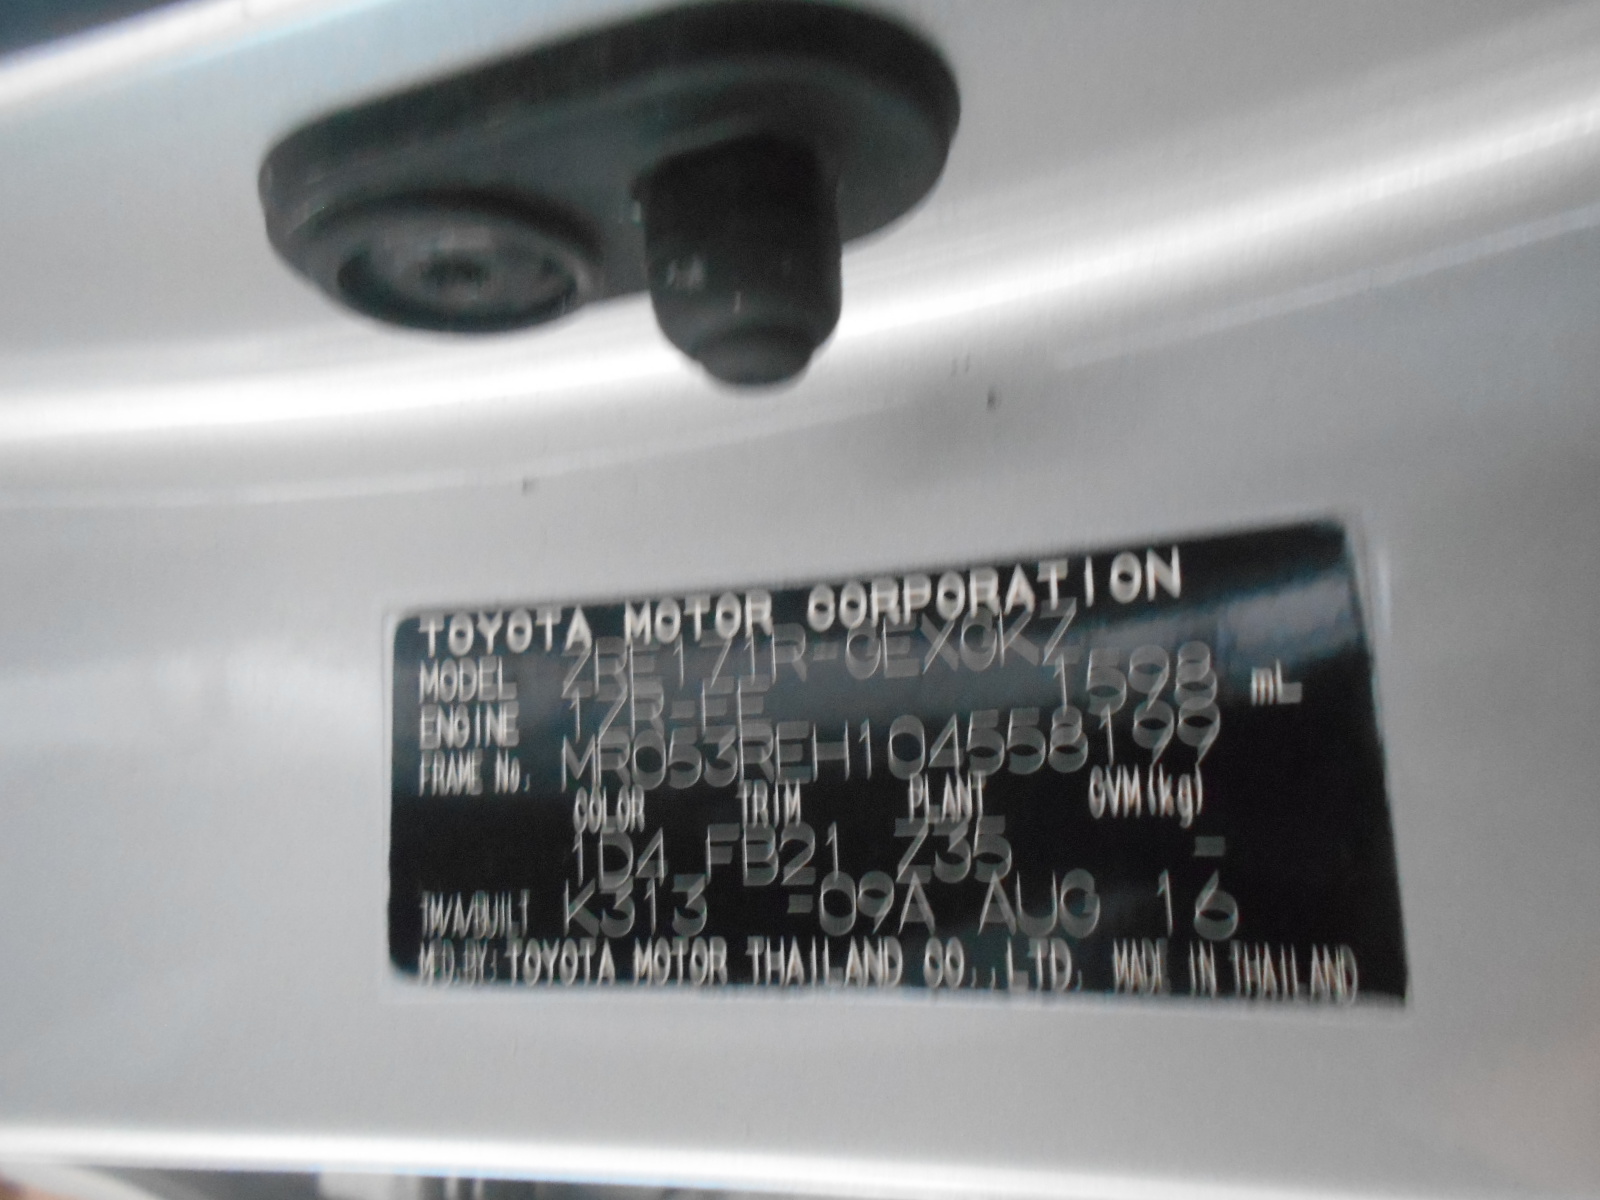 TOYOTA MOTOR CORPORATION
MODEL ZRE171R-GEXGKZ
ENGINE 1ZR-FE 1598 mL
FRAME No. MR053REH104558199
COLOR TRIM PLANT GVM(kg)
1D4 FB21 Z35 -
TM/A/BUILT K313 -09A AUG 16
MFD.BY: TOYOTA MOTOR THAILAND CO.,LTD. MADE IN THAILAND